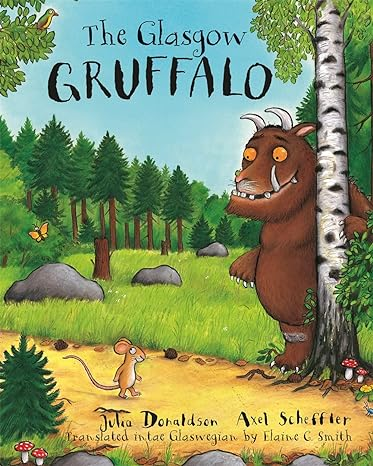 The Glasgow
GRUFFALO
Julia Donaldson Axel Scheffler
Translated intae Glaswegian by Elaine C. Smith